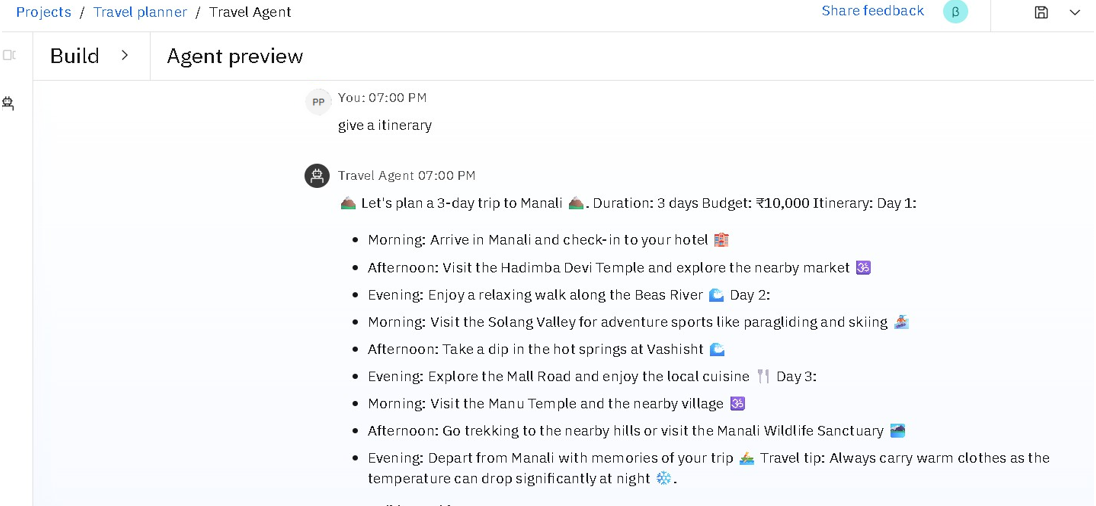 Projects / Travel planner / Travel Agent
Share feedback
β
Build > Agent preview
PP
You: 07:00 PM
give a itinerary
Travel Agent 07:00 PM
⛰️ Let's plan a 3-day trip to Manali ⛰️. Duration: 3 days Budget: ₹10,000 Itinerary: Day 1:
• Morning: Arrive in Manali and check-in to your hotel 🏨
• Afternoon: Visit the Hadimba Devi Temple and explore the nearby market 🕉️
• Evening: Enjoy a relaxing walk along the Beas River 🌊 Day 2:
• Morning: Visit the Solang Valley for adventure sports like paragliding and skiing 🏂
• Afternoon: Take a dip in the hot springs at Vashisht 🌊
• Evening: Explore the Mall Road and enjoy the local cuisine 🍴 Day 3:
• Morning: Visit the Manu Temple and the nearby village 🕉️
• Afternoon: Go trekking to the nearby hills or visit the Manali Wildlife Sanctuary 🏞️
• Evening: Depart from Manali with memories of your trip 🚣 Travel tip: Always carry warm clothes as the
temperature can drop significantly at night ❄️.